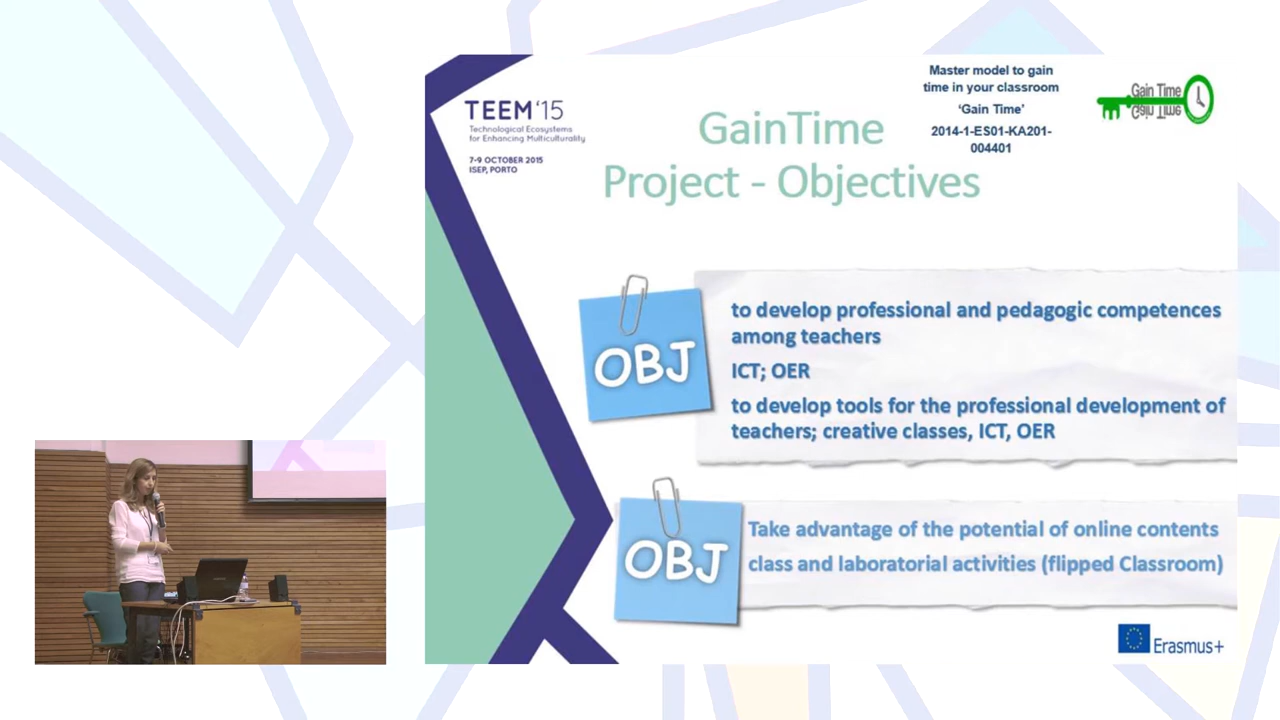 TEEM'15
Technological Ecosystems
for Enhancing Multiculturality
7-9 OCTOBER 2015
ISEP, PORTO
GainTime
Project - Objectives
Master model to gain
time in your classroom
‘Gain Time’
2014-1-ES01-KA201-
004401
Gain Time
OBJ
to develop professional and pedagogic competences
among teachers
ICT; OER
to develop tools for the professional development of
teachers; creative classes, ICT, OER
OBJ
Take advantage of the potential of online contents
class and laboratorial activities (flipped Classroom)
Erasmus+